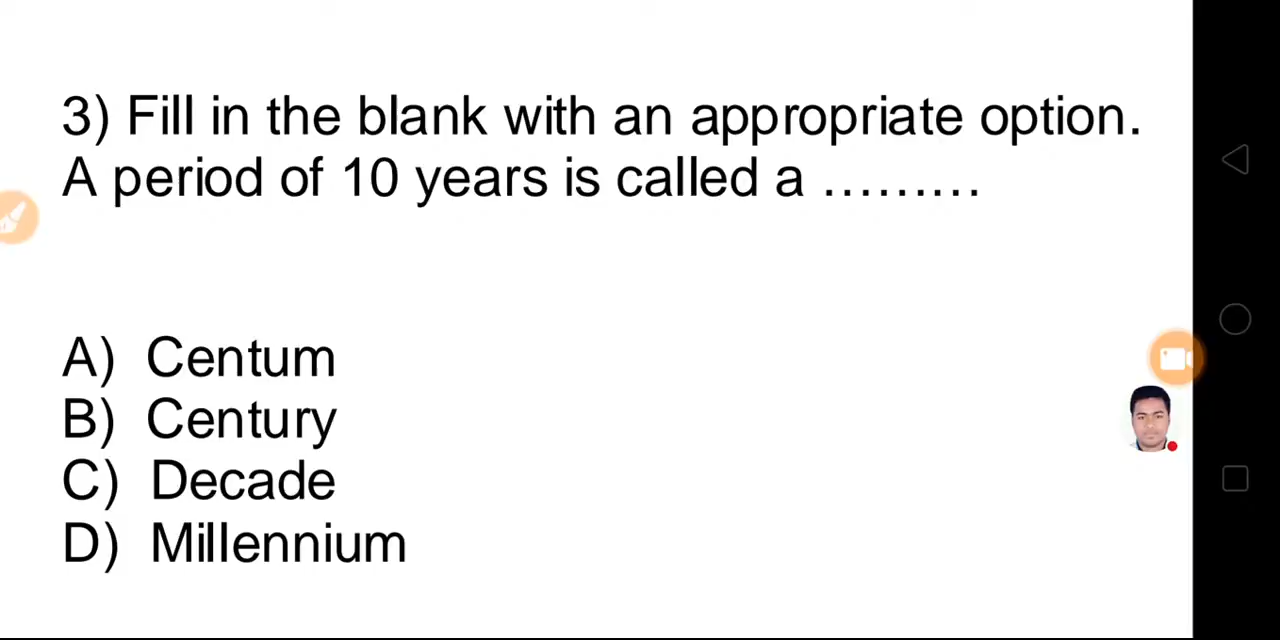 3) Fill in the blank with an appropriate option.
A period of 10 years is called a .........
A) Centum
B) Century
C) Decade
D) Millennium